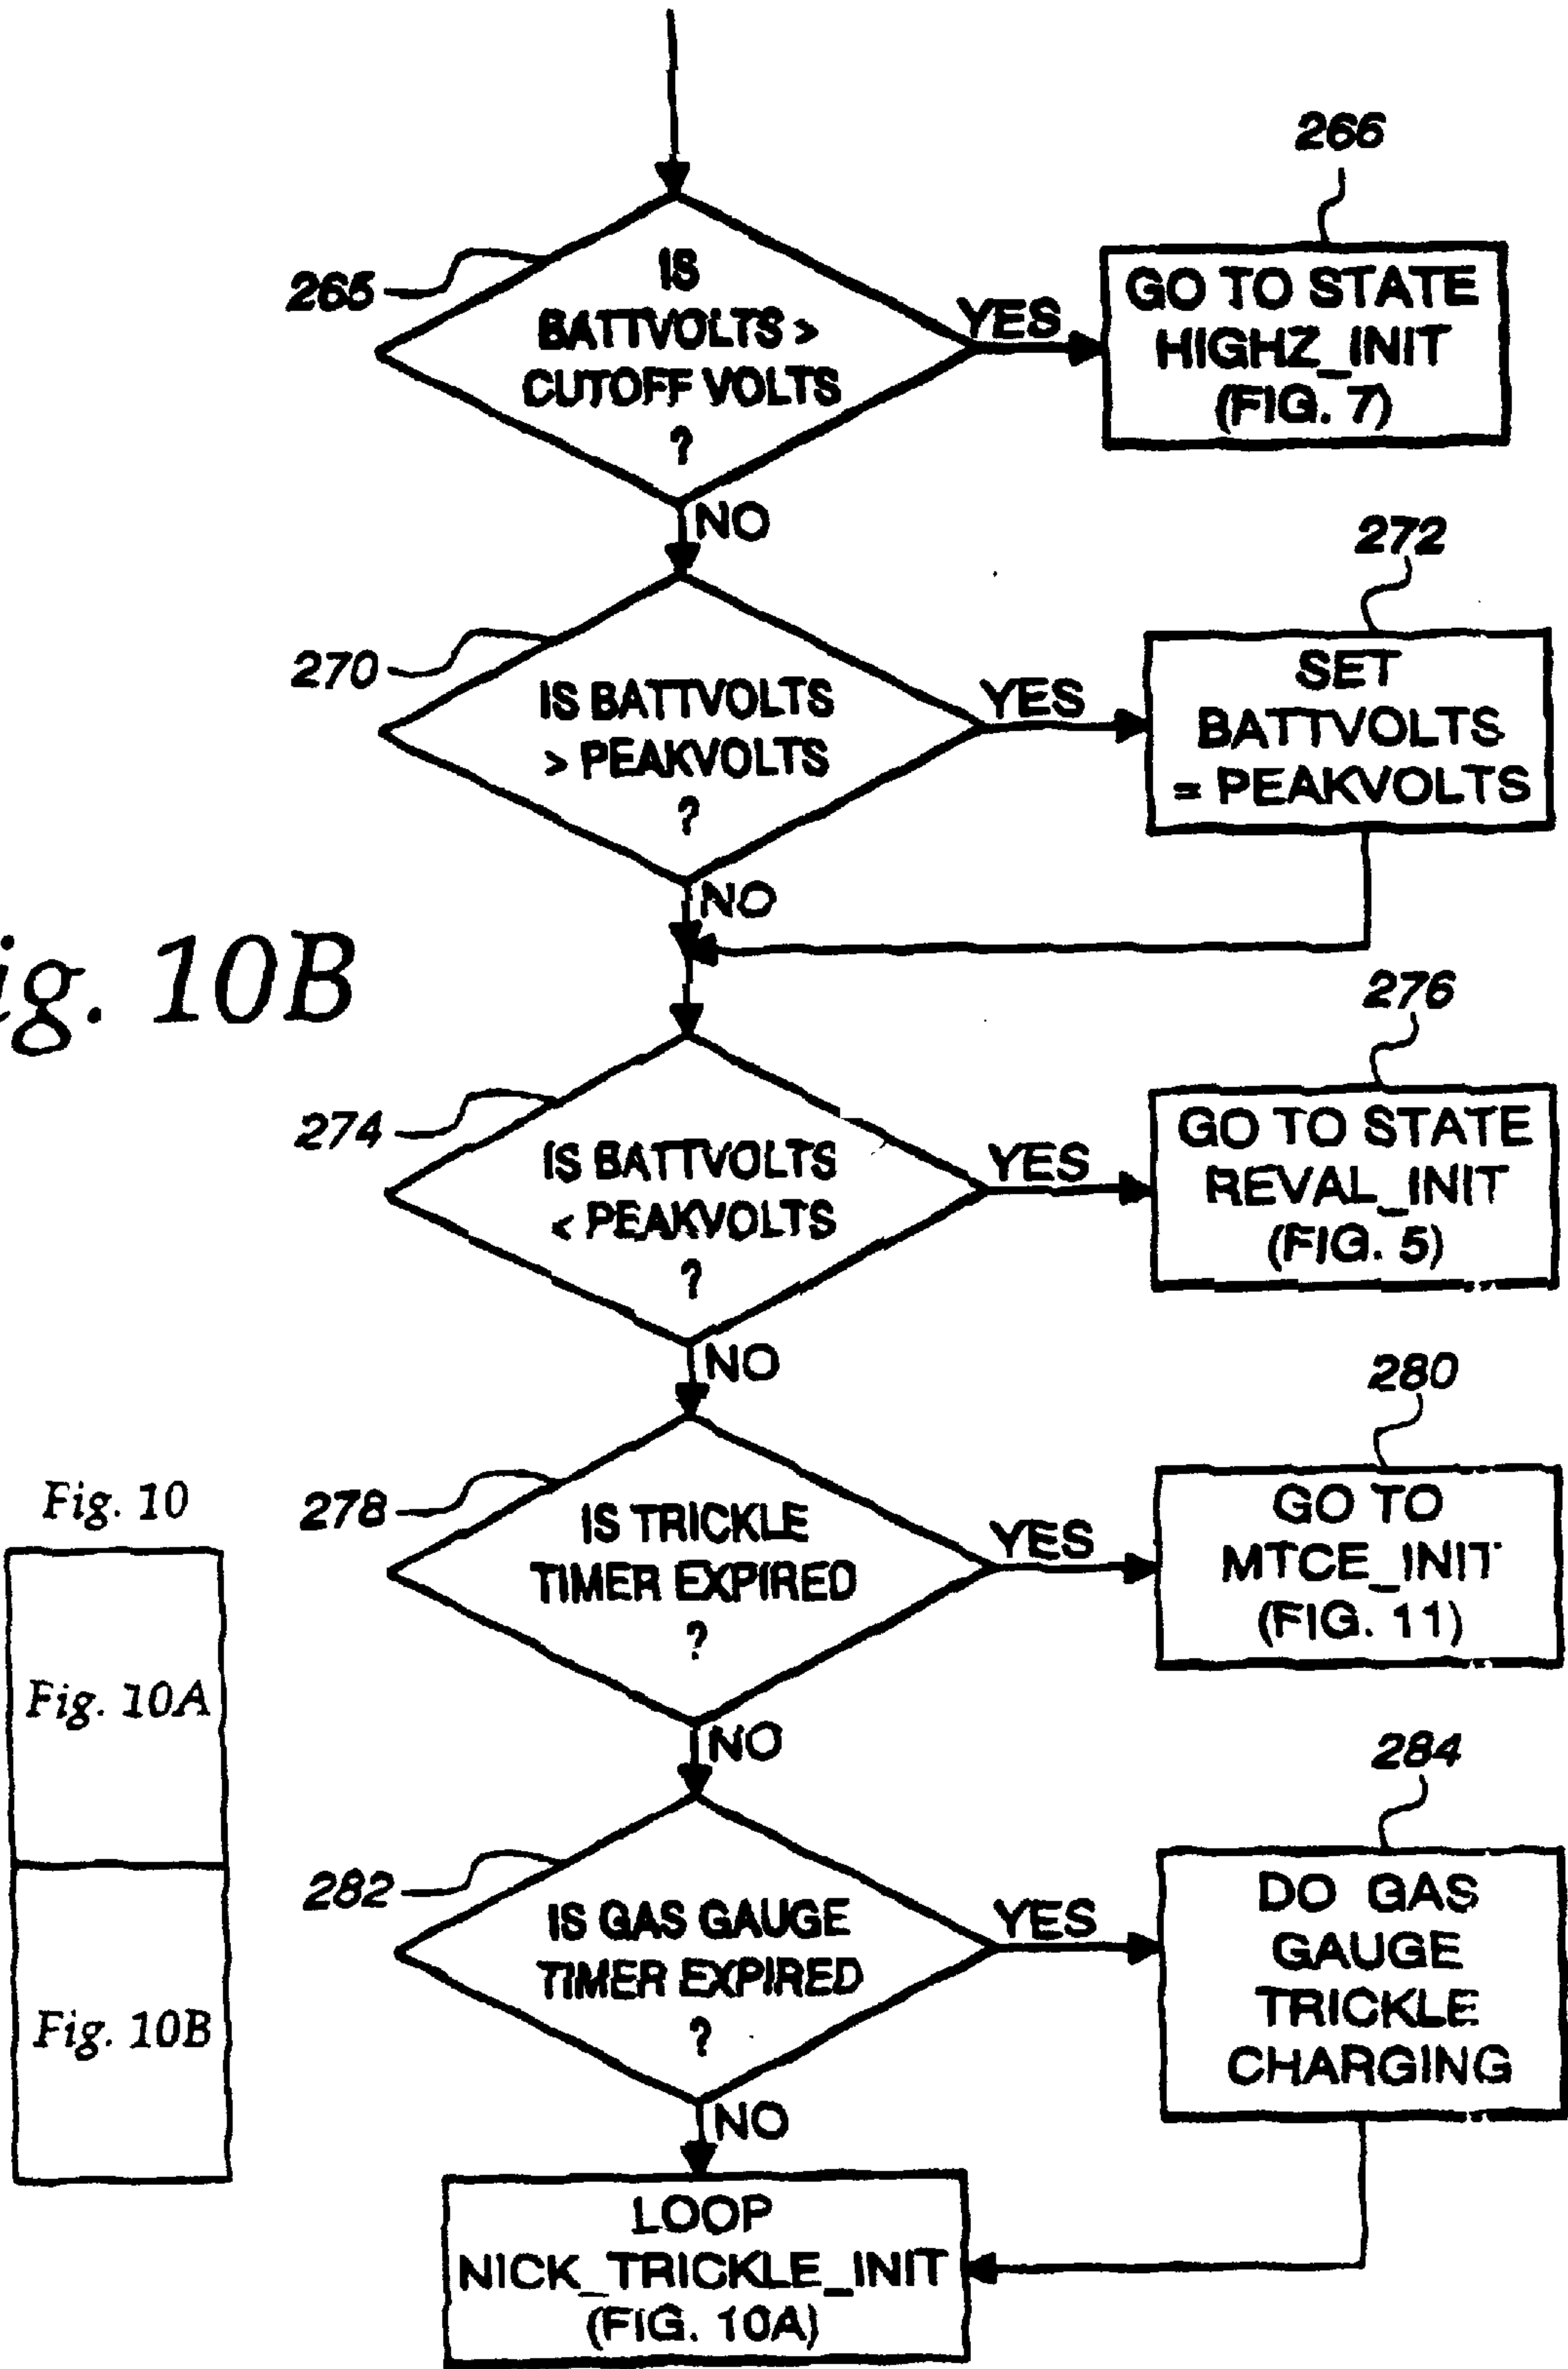 266
265
IS
BATTVOLTS >
CUTOFF VOLTS
?
YES
GO TO STATE
HIGHZ_INIT
(FIG. 7)
NO
272
270
IS BATTVOLTS
> PEAKVOLTS
?
YES
SET
BATTVOLTS
= PEAKVOLTS
NO
ig. 10B
276
274
IS BATTVOLTS
< PEAKVOLTS
?
YES
GO TO STATE
REVAL_INIT
(FIG. 5)
NO
280
278
IS TRICKLE
TIMER EXPIRED
?
YES
GO TO
MTCE_INIT
(FIG. 11)
NO
Fig. 10
Fig. 10A
Fig. 10B
284
282
IS GAS GAUGE
TIMER EXPIRED
?
YES
DO GAS
GAUGE
TRICKLE
CHARGING
NO
LOOP
NICK_TRICKLE_INIT
(FIG. 10A)